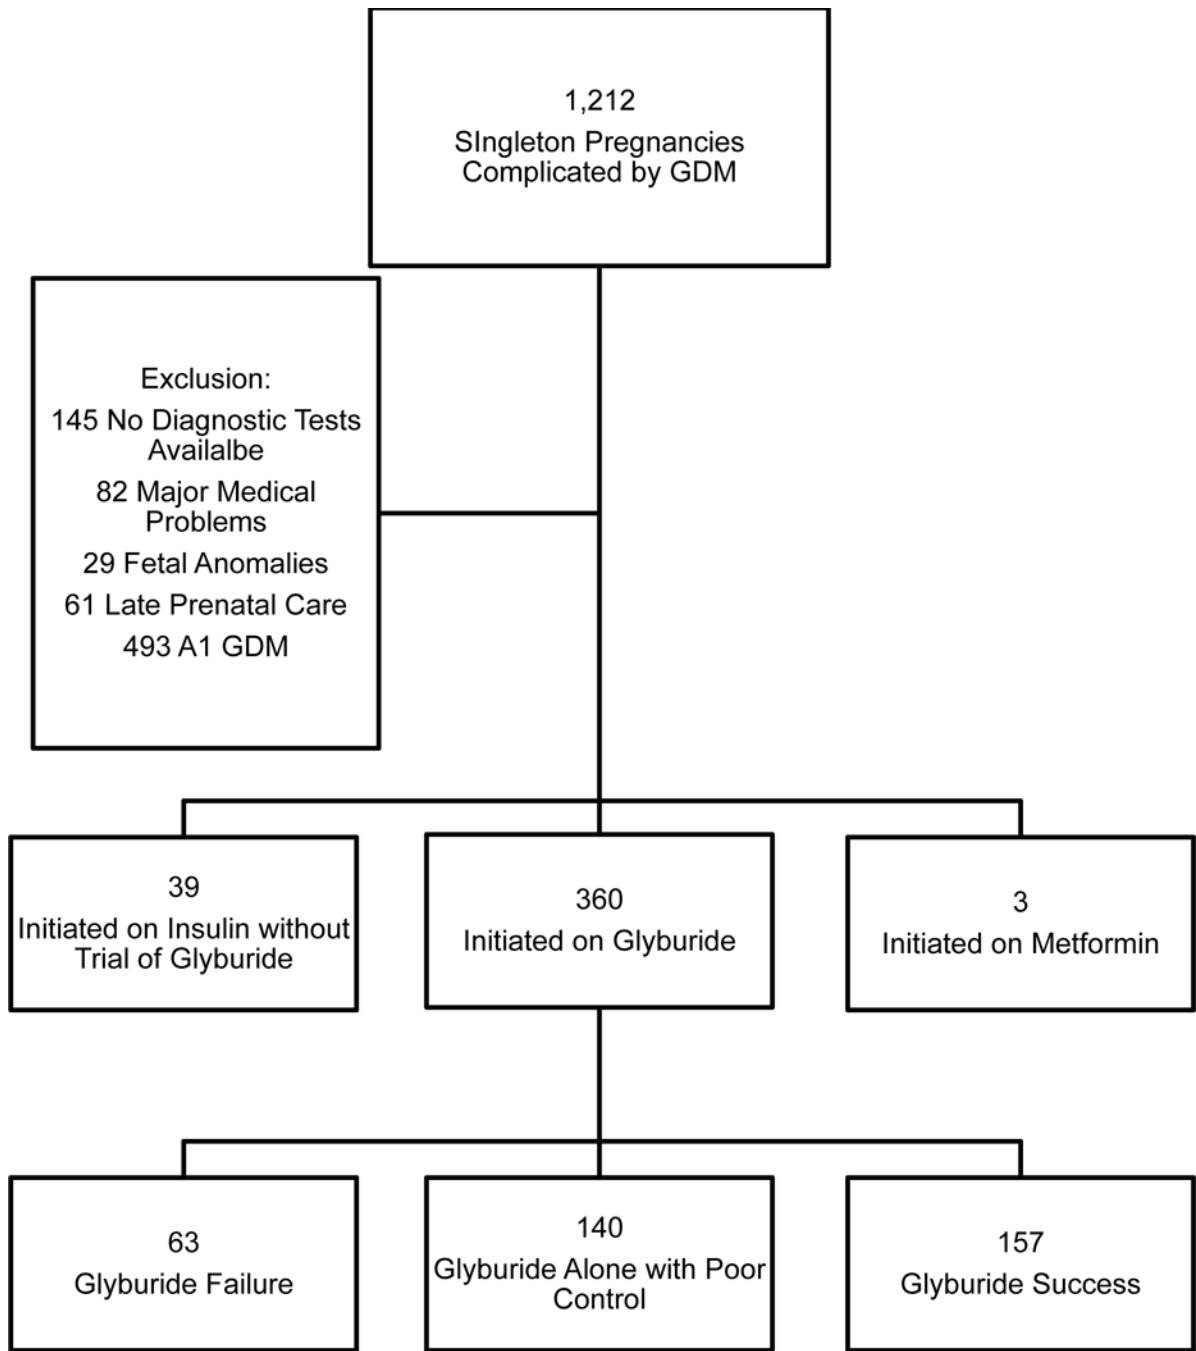 1,212
SIngleton Pregnancies
Complicated by GDM
Exclusion:
145 No Diagnostic Tests
Availalbe
82 Major Medical
Problems
29 Fetal Anomalies
61 Late Prenatal Care
493 A1 GDM
39
Initiated on Insulin without
Trial of Glyburide
360
Initiated on Glyburide
3
Initiated on Metformin
63
Glyburide Failure
140
Glyburide Alone with Poor
Control
157
Glyburide Success